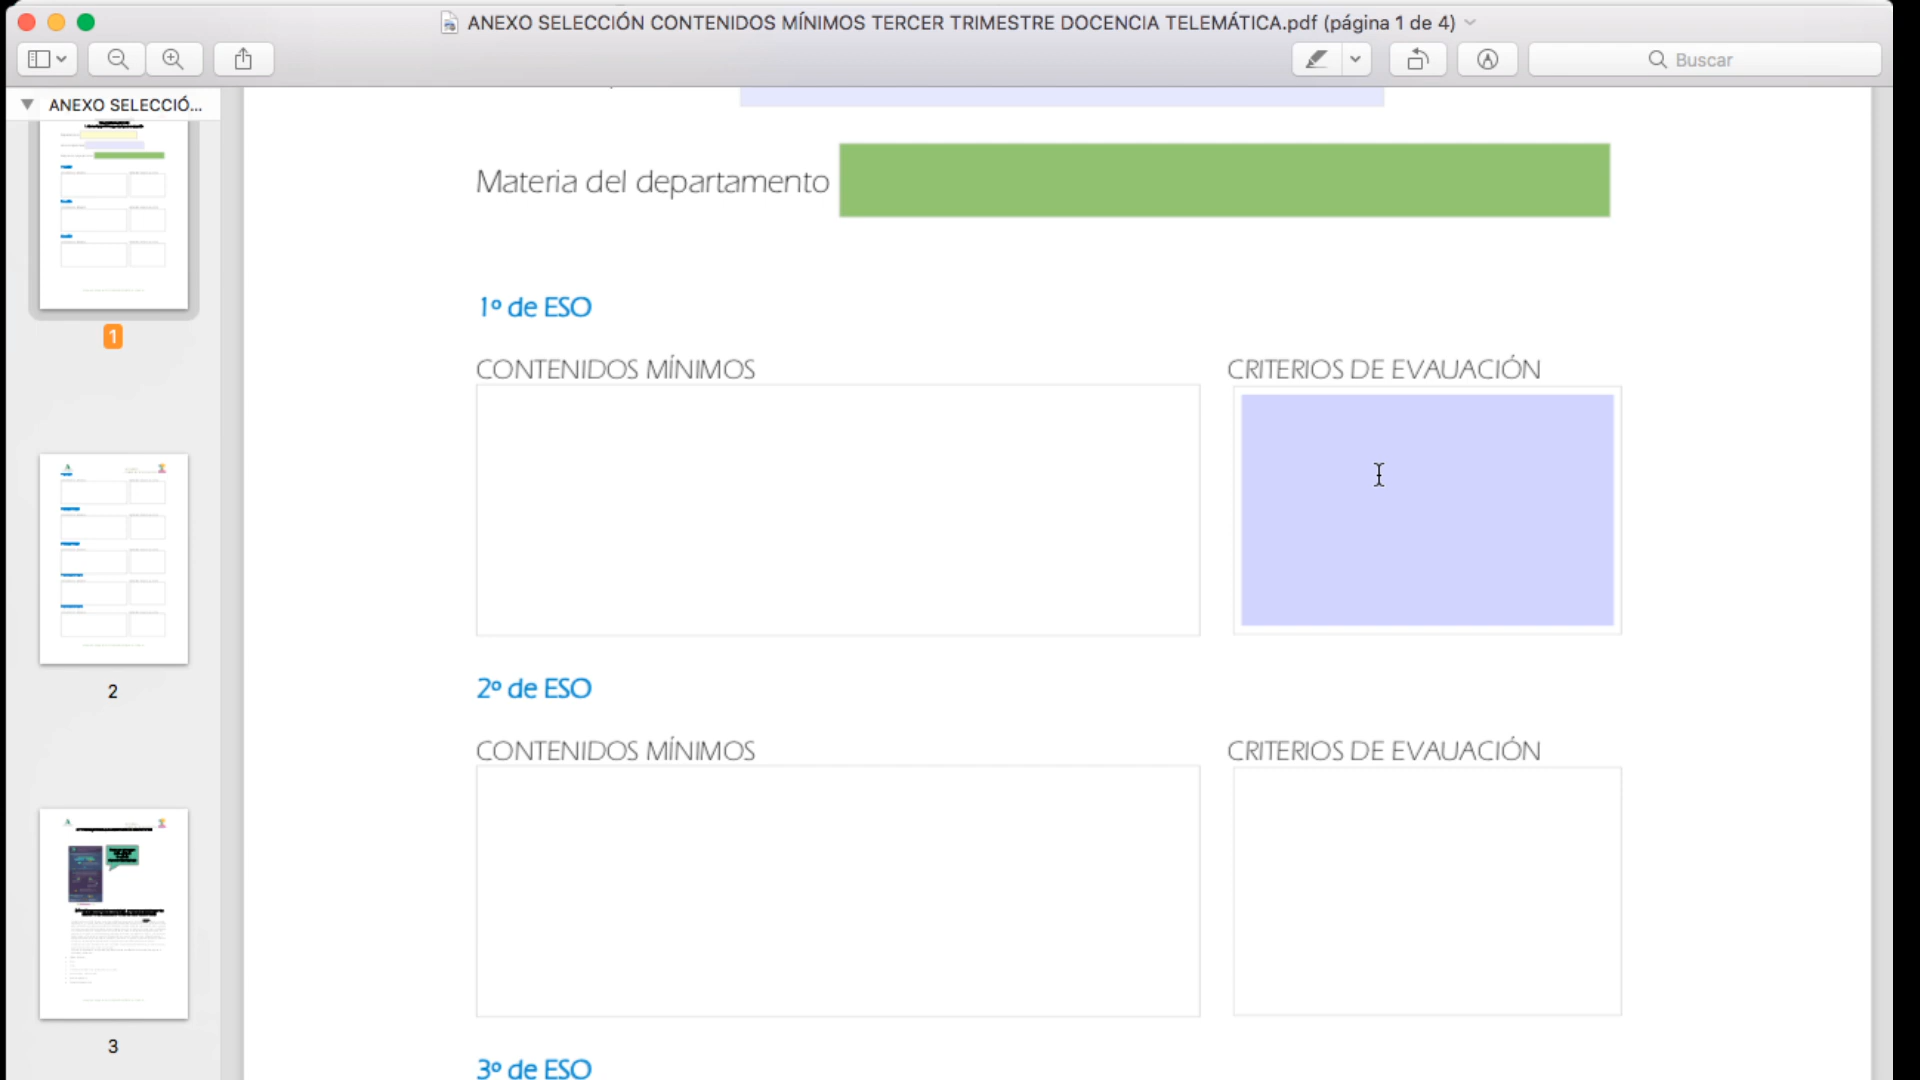 ANEXO SELECCIÓN CONTENIDOS MÍNIMOS TERCER TRIMESTRE DOCENCIA TELEMÁTICA.pdf (página 1 de 4)
Buscar
ANEXO SELECCIÓ...
Materia del departamento
1º de ESO
CONTENIDOS MÍNIMOS
CRITERIOS DE EVAUACIÓN
1
2º de ESO
2
CONTENIDOS MÍNIMOS
CRITERIOS DE EVAUACIÓN
3
3º de ESO